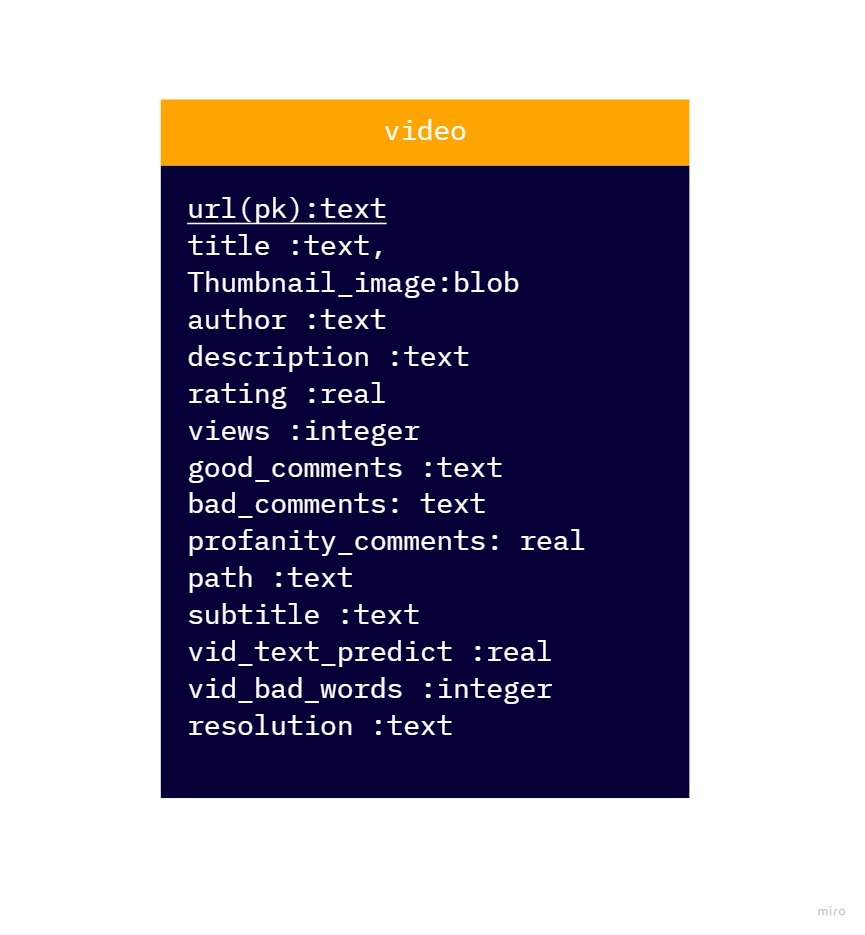 video
url(pk):text
title :text,
Thumbnail_image:blob
author :text
description :text
rating :real
views :integer
good_comments :text
bad_comments: text
profanity_comments: real
path :text
subtitle :text
vid_text_predict :real
vid_bad_words :integer
resolution :text
miro